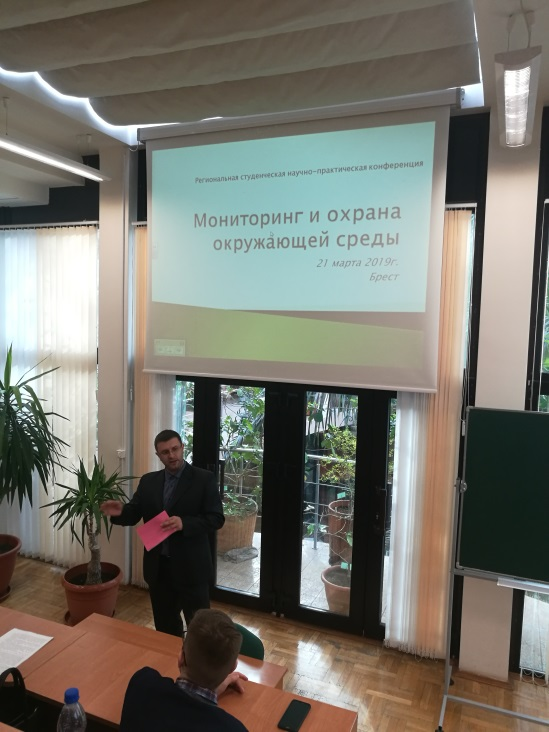 Региональная студенческая научно-практическая конференция
Мониторинг и охрана
окружающей среды
21 марта 2019г.
Брест